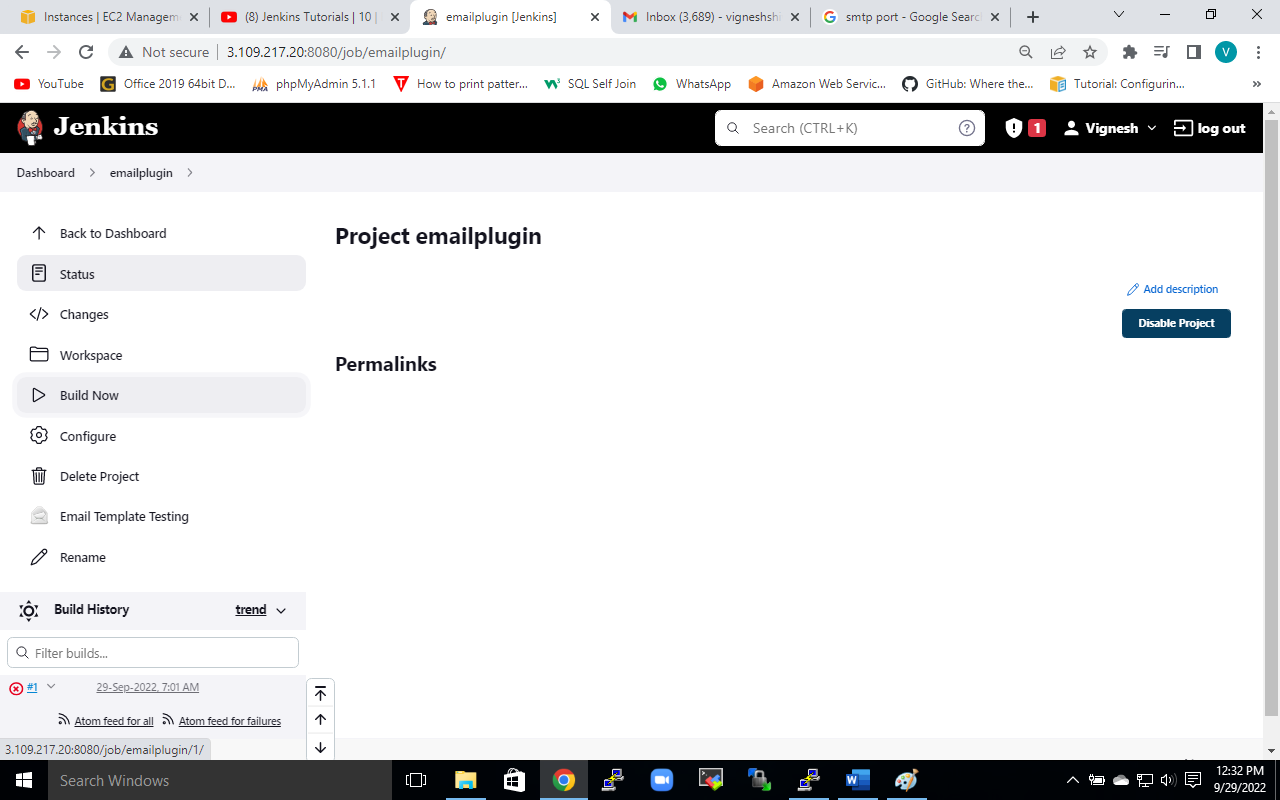 Instances | EC2 Managem
(8) Jenkins Tutorials | 10 |
emailplugin [Jenkins]
Inbox (3,689) - vigneshshi
smtp port - Google Search
Not secure
3.109.217.20:8080/job/emailplugin/
V
YouTube
Office 2019 64bit D...
phpMyAdmin 5.1.1
How to print patter...
SQL Self Join
WhatsApp
Amazon Web Servic...
GitHub: Where the...
Tutorial: Configurin...
»
Jenkins
Search (CTRL+K)
1
Vignesh
log out
Dashboard
emailplugin
Back to Dashboard
Status
Changes
Workspace
Build Now
Configure
Delete Project
Email Template Testing
Rename
Project emailplugin
Add description
Disable Project
Permalinks
Build History
trend
Filter builds...
#1
29-Sep-2022, 7:01 AM
Atom feed for all
Atom feed for failures
3.109.217.20:8080/job/emailplugin/1/
Search Windows
12:32 PM
9/29/2022